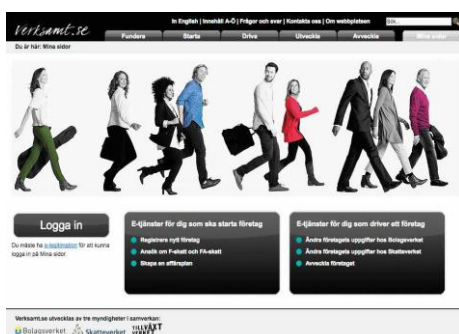 verksamt.se
In English | Innehåll A-Ö | Frågor och svar | Kontakta oss | Om webbplatsen
Sök...
Fundera
Starta
Driva
Utveckla
Avveckla
Mina sidor
Du är här: Mina sidor
Logga in
Du måste ha e-legitimation för att kunna
logga in på Mina sidor.
E-tjänster för dig som ska starta företag
Registrera nytt företag
Ansök om F-skatt och FA-skatt
Skapa en affärsplan
E-tjänster för dig som driver ett företag
Ändra företagets uppgifter hos Bolagsverket
Ändra företagets uppgifter hos Skatteverket
Avveckla företaget
Verksamt.se utvecklas av tre myndigheter i samverkan:
Bolagsverket
Skatteverket
TILLVÄXT
VERKET